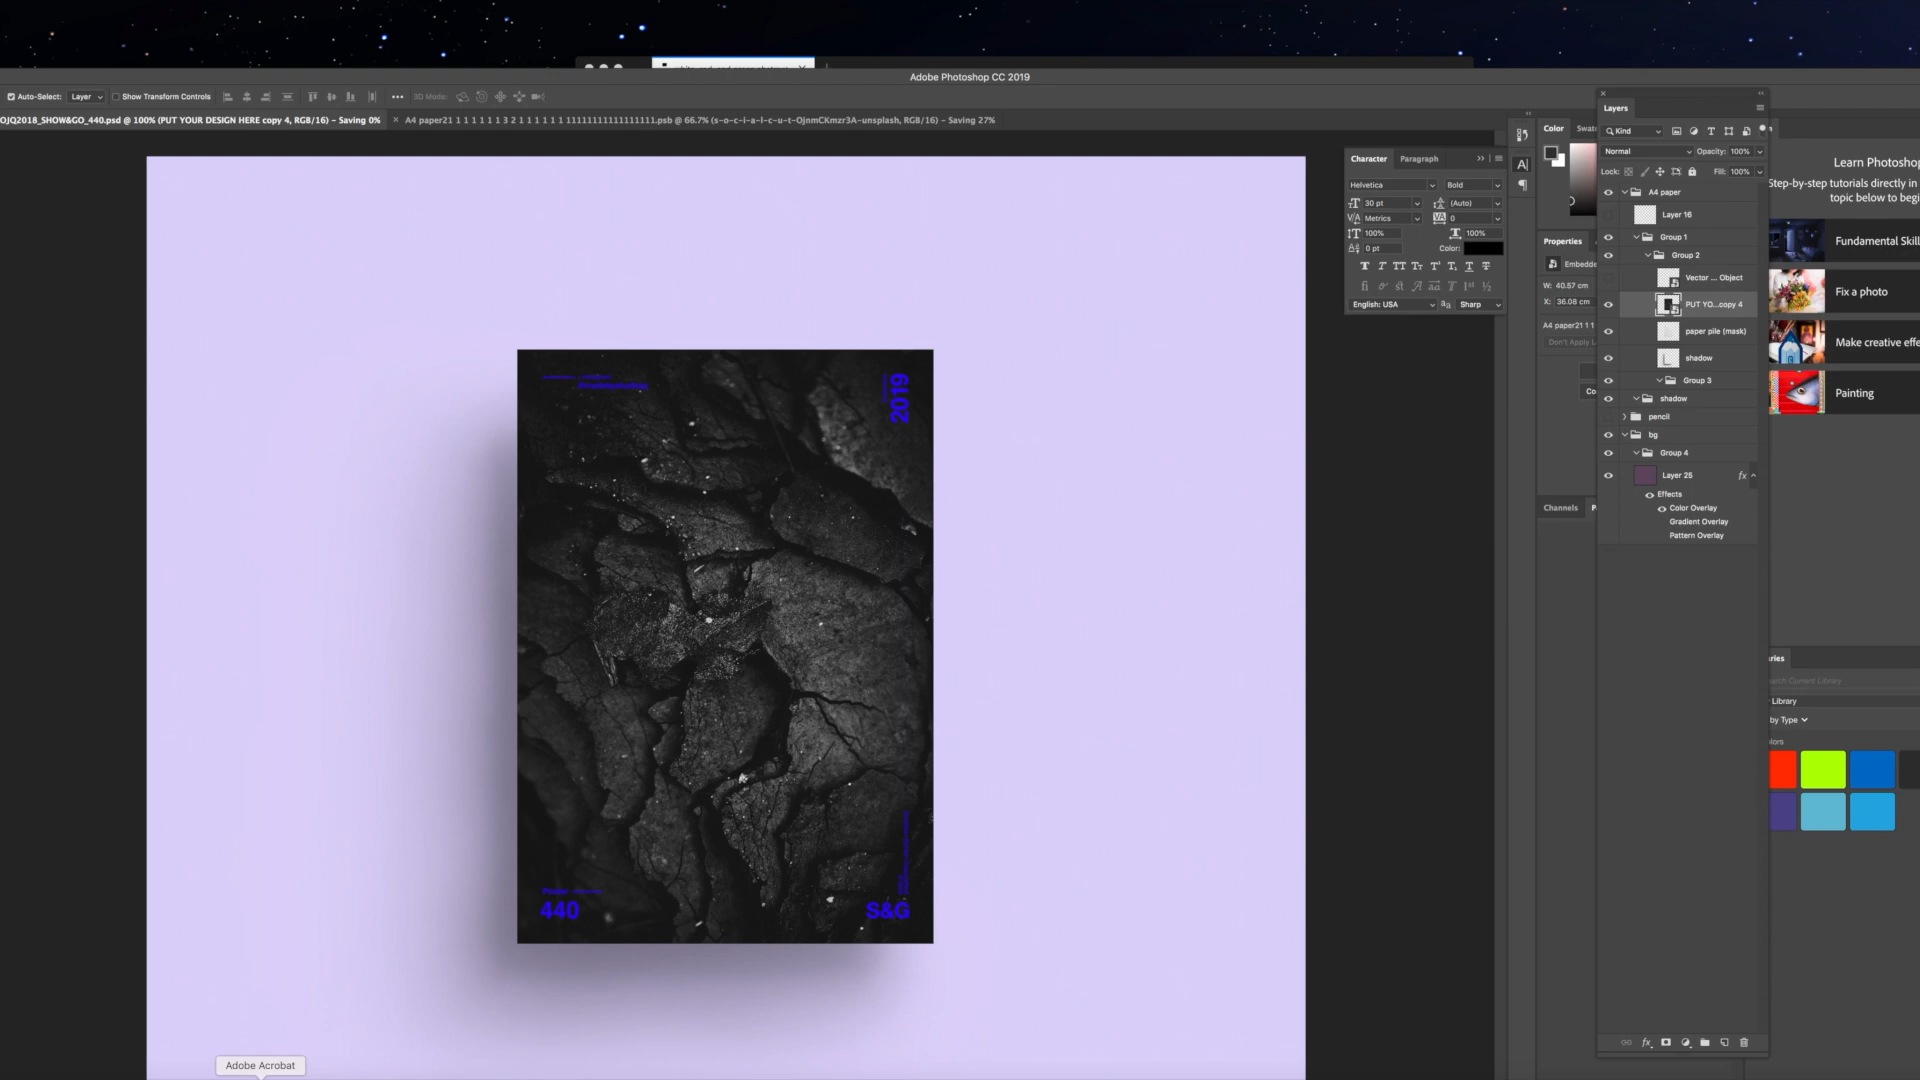 Adobe Photoshop CC 2019
Auto-Select: Layer Show Transform Controls 3D Mode:
OJQ2018_SHOW&GO_440.psd @ 100% (PUT YOUR DESIGN HERE copy 4, RGB/16) – Saving 0%
A4 paper21 1 1 1 1 1 1 3 2 1 1 1 1 1 1 11111111111111111.psb @ 66.7% (s-o-c-i-a-l-c-u-t-OjnmCKmzr3A-unsplash, RGB/16) – Saving 27%
2019
440
S&G
Adobe Acrobat
Character Paragraph
Helvetica Bold
30 pt (Auto)
Metrics 0
100% 100%
0 pt Color:
English: USA Sharp
Color Swat
Properties
Embedde
W: 40.57 cm
X: 36.08 cm
A4 paper21 1 1
Don't Apply L
Co
Channels P
Layers
Kind
Normal Opacity: 100%
Lock: Fill: 100%
A4 paper
Layer 16
Group 1
Group 2
Vector ... Object
PUT YO...copy 4
paper pile (mask)
shadow
Group 3
shadow
pencil
bg
Group 4
Layer 25 fx
Effects
Color Overlay
Gradient Overlay
Pattern Overlay
Learn Photoshop
Step-by-step tutorials directly in
topic below to begi
Fundamental Skill
Fix a photo
Make creative effe
Painting
aries
earch Current Library
Library
by Type
olors